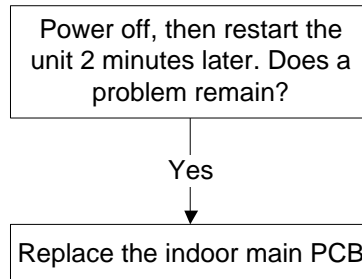 Power off, then restart the
unit 2 minutes later. Does a
problem remain?
Yes
Replace the indoor main PCB